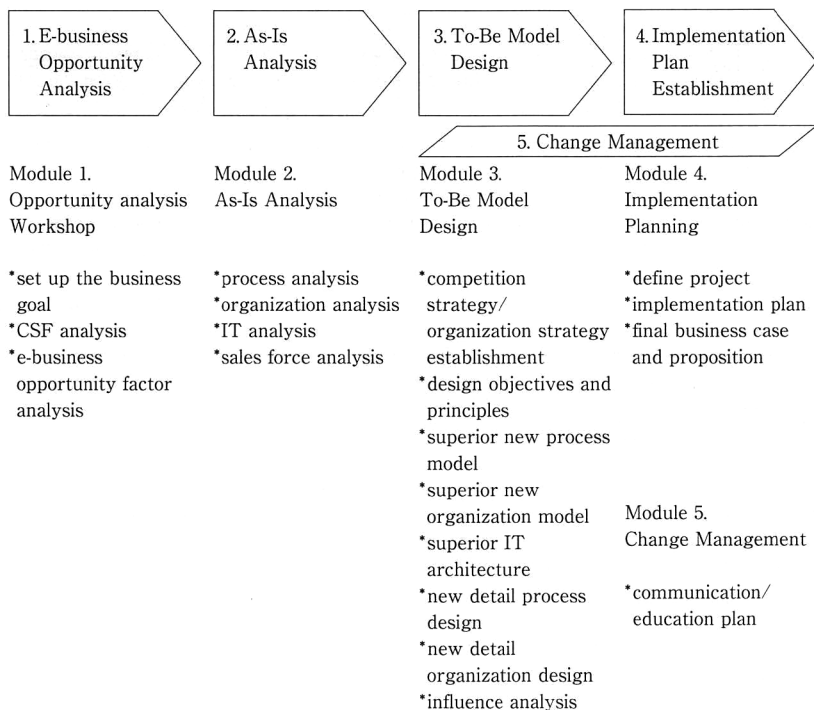 1. E-business
Opportunity
Analysis
2. As-Is
Analysis
3. To-Be Model
Design
4. Implementation
Plan
Establishment
5. Change Management
Module 1.
Opportunity analysis
Workshop
*set up the business
goal
*CSF analysis
*e-business
opportunity factor
analysis
Module 2.
As-Is Analysis
*process analysis
*organization analysis
*IT analysis
*sales force analysis
Module 3.
To-Be Model
Design
*competition
strategy/
organization strategy
establishment
*design objectives and
principles
*superior new process
model
*superior new
organization model
*superior IT
architecture
*new detail process
design
*new detail
organization design
*influence analysis
Module 4.
Implementation
Planning
*define project
*implementation plan
*final business case
and proposition
Module 5.
Change Management
*communication/
education plan